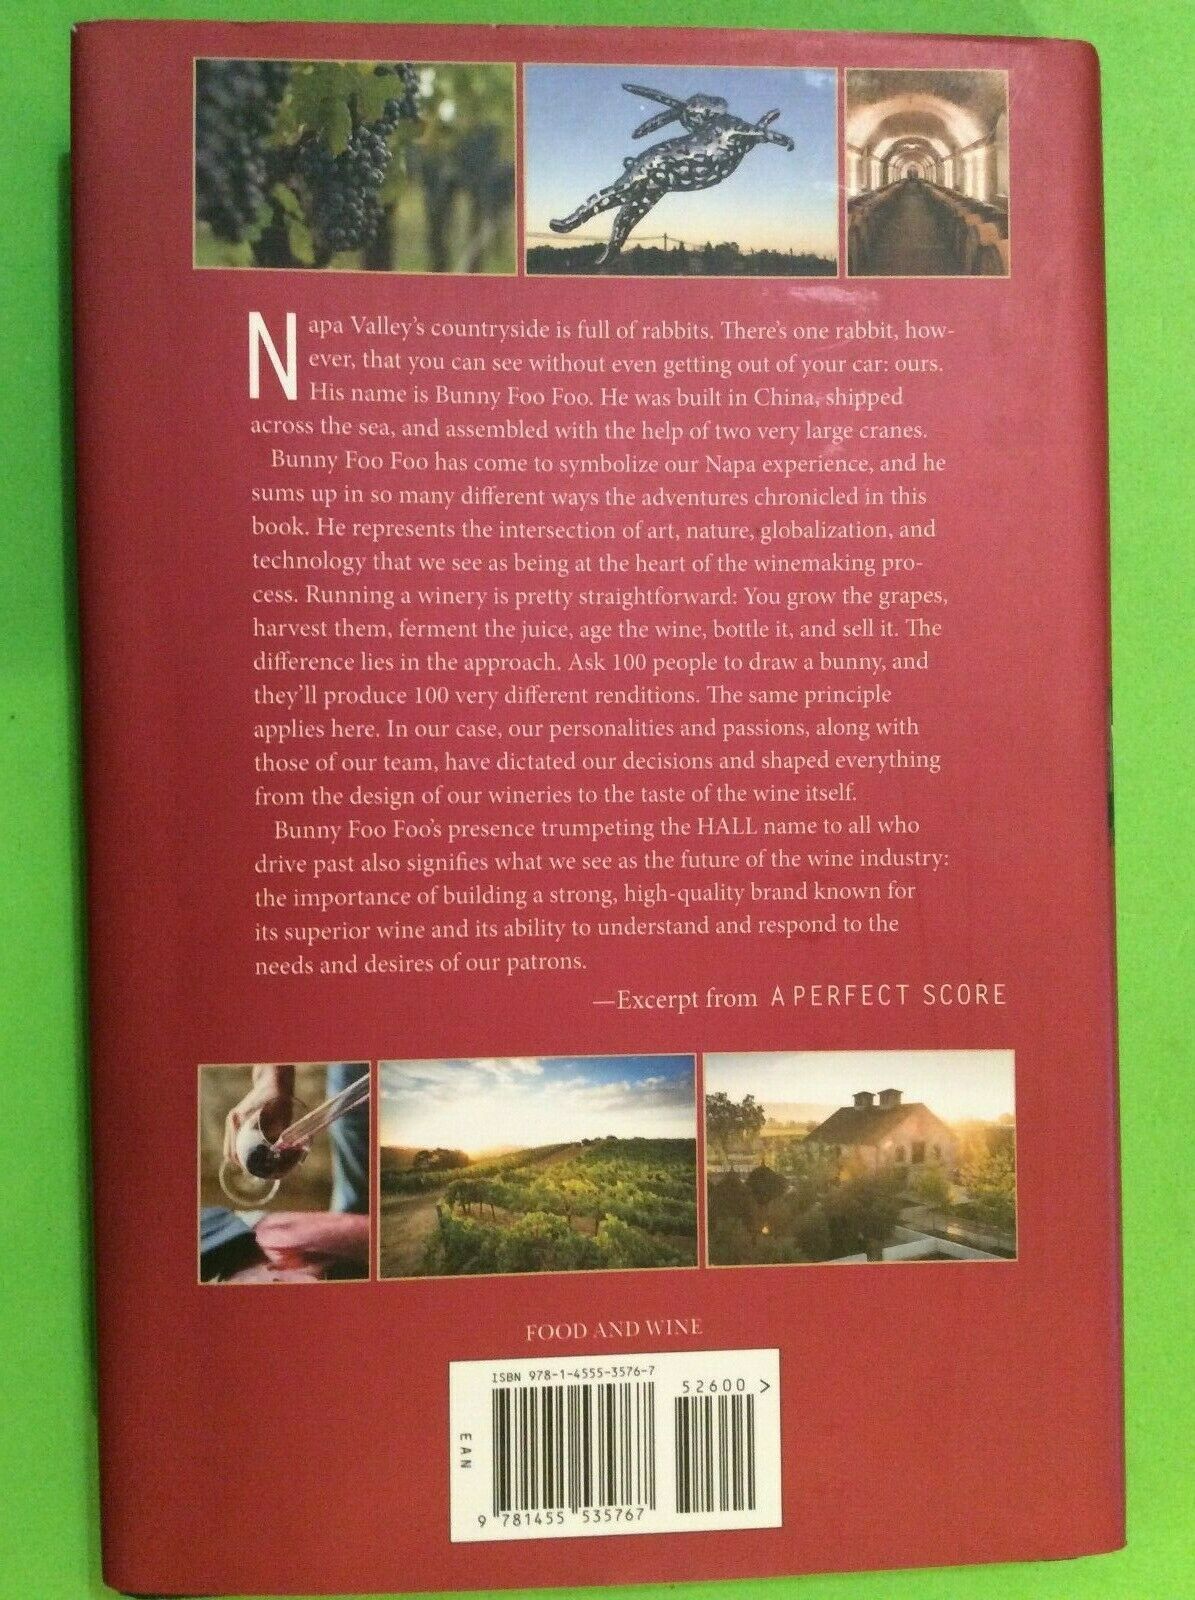 Napa Valley's countryside is full of rabbits. There's one rabbit, how-
ever, that you can see without even getting out of your car: ours.
His name is Bunny Foo Foo. He was built in China, shipped
across the sea, and assembled with the help of two very large cranes.
Bunny Foo Foo has come to symbolize our Napa experience, and he
sums up in so many different ways the adventures chronicled in this
book. He represents the intersection of art, nature, globalization, and
technology that we see as being at the heart of the winemaking pro-
cess. Running a winery is pretty straightforward: You grow the grapes,
harvest them, ferment the juice, age the wine, bottle it, and sell it. The
difference lies in the approach. Ask 100 people to draw a bunny, and
they'll produce 100 very different renditions. The same principle
applies here. In our case, our personalities and passions, along with
those of our team, have dictated our decisions and shaped everything
from the design of our wineries to the taste of the wine itself.
Bunny Foo Foo's presence trumpeting the HALL name to all who
drive past also signifies what we see as the future of the wine industry:
the importance of building a strong, high-quality brand known for
its superior wine and its ability to understand and respond to the
needs and desires of our patrons.
—Excerpt from A PERFECT SCORE
FOOD AND WINE
ISBN 978-1-4555-3576-7
52600 >
EAN
9 781455 535767